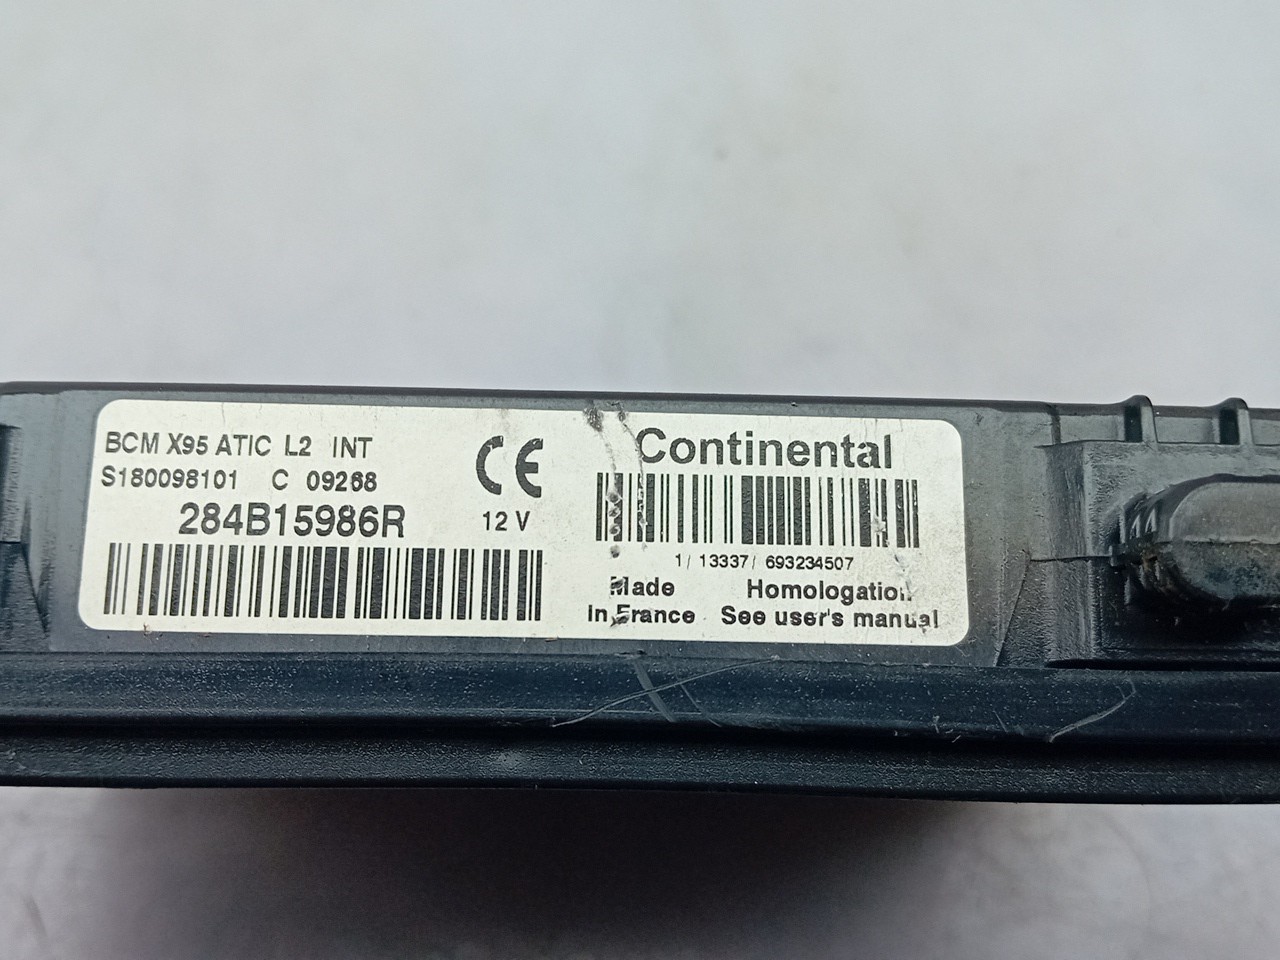 BCM X95 ATIC L2 INT
S180098101 C 09268
284B15986R
CE
12 V
Continental
1/ 13337/ 693234507
Made
in France
Homologation
See user's manual